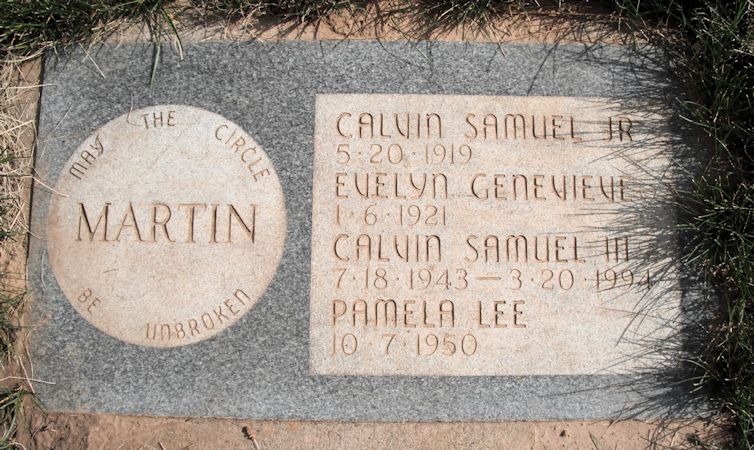 MAY THE CIRCLE
MARTIN
BE UNBROKEN
CALVIN SAMUEL JR
5·20·1919
EVELYN GENEVIEVE
1·6·1921
CALVIN SAMUEL III
7·18·1943—3·20·1994
PAMELA LEE
10·7·1950